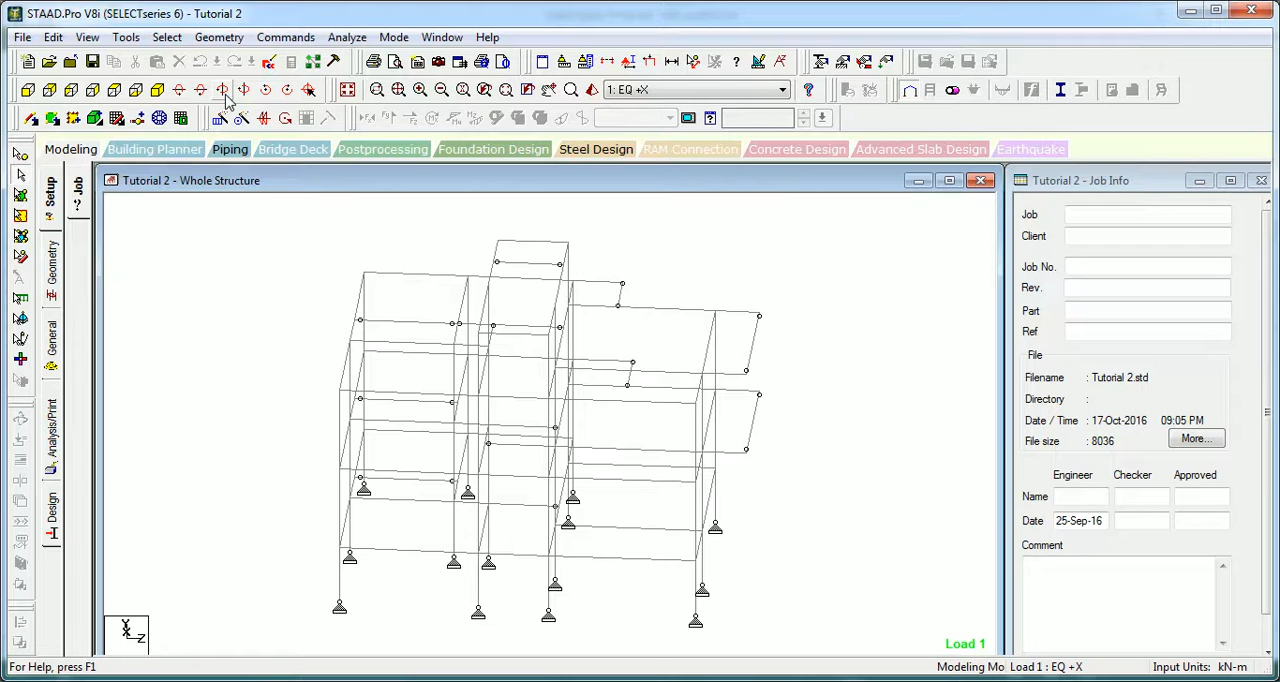 STAAD.Pro V8i (SELECTseries 6) - Tutorial 2
File Edit View Tools Select Geometry Commands Analyze Mode Window Help
1: EQ +X
Modeling Building Planner Piping Bridge Deck Postprocessing Foundation Design Steel Design RAM Connection Concrete Design Advanced Slab Design Earthquake
Setup
Job
Geometry
General
Analysis/Print
Design
Tutorial 2 - Whole Structure
Y
X
Z
Load 1
Tutorial 2 - Job Info
Job
Client
Job No.
Rev.
Part
Ref
File
Filename : Tutorial 2.std
Directory :
Date / Time : 17-Oct-2016 09:05 PM
File size : 8036
More...
Engineer Checker Approved
Name
Date 25-Sep-16
Comment
For Help, press F1
Modeling Mo Load 1 : EQ +X Input Units: kN-m